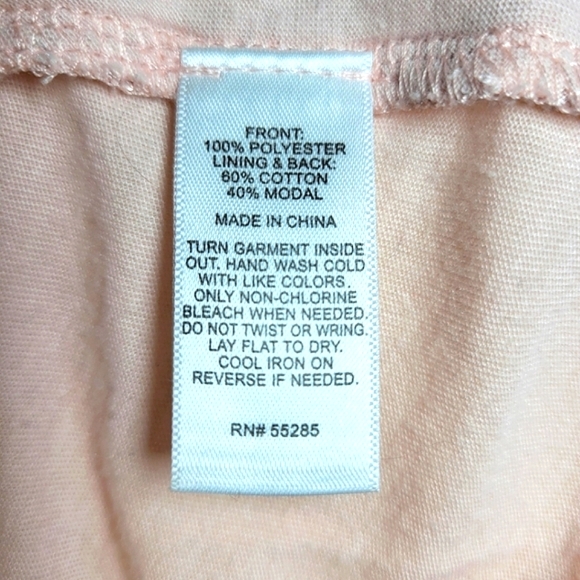 FRONT:
100% POLYESTER
LINING & BACK:
60% COTTON
40% MODAL
MADE IN CHINA
TURN GARMENT INSIDE
OUT. HAND WASH COLD
WITH LIKE COLORS.
ONLY NON-CHLORINE
BLEACH WHEN NEEDED.
DO NOT TWIST OR WRING.
LAY FLAT TO DRY.
COOL IRON ON
REVERSE IF NEEDED.
RN# 55285